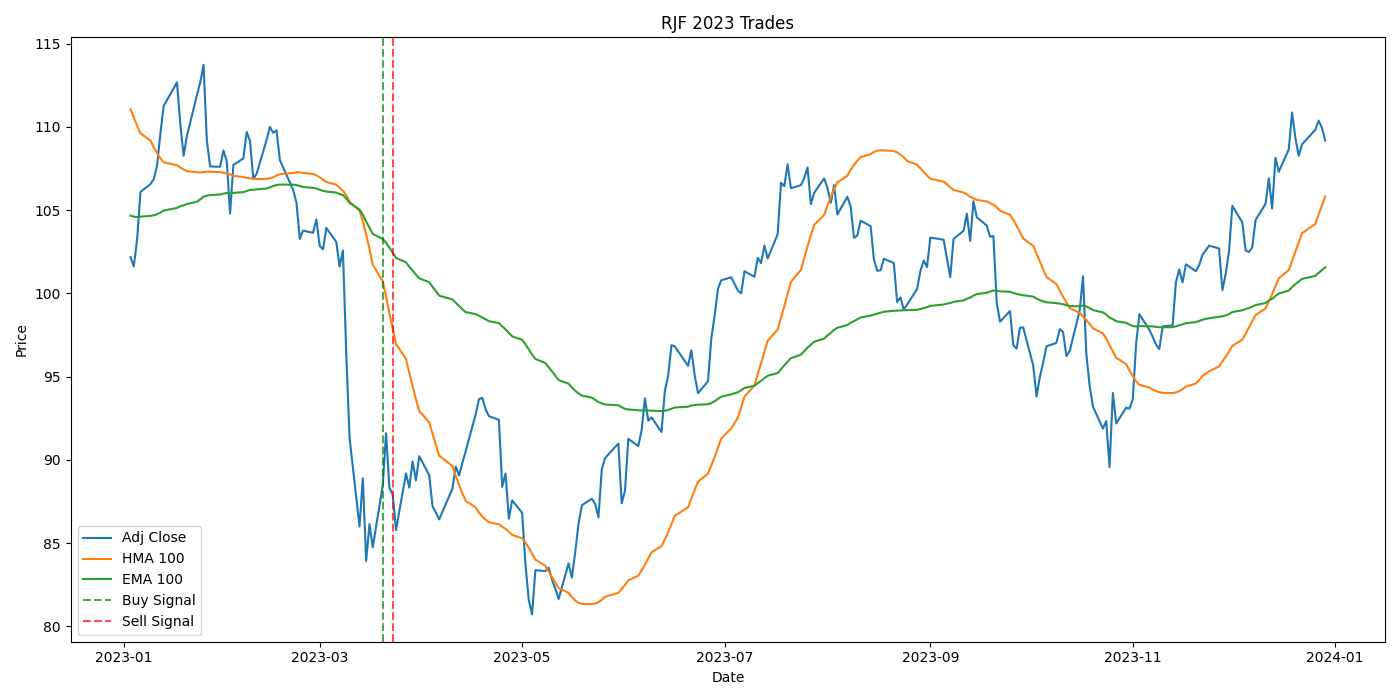 RJF 2023 Trades
115
110
105
100
95
90
85
80
Price
Adj Close
HMA 100
EMA 100
Buy Signal
Sell Signal
2023-01 2023-03 2023-05 2023-07 2023-09 2023-11 2024-01
Date